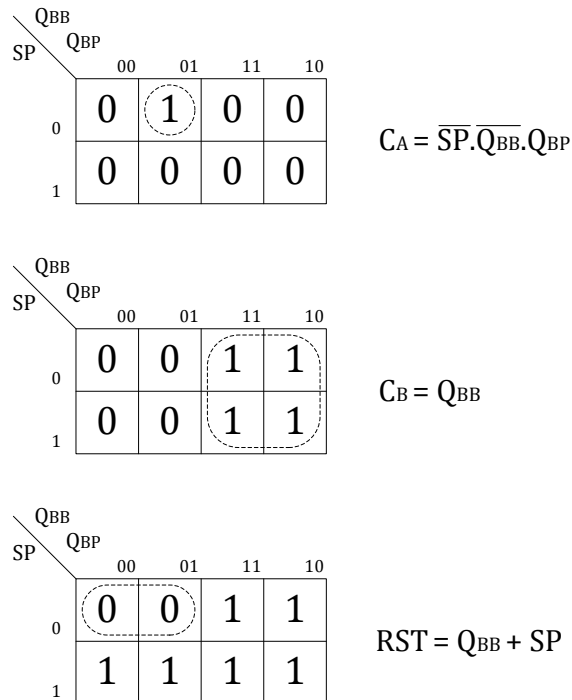 QBB
SP QBP
00 01 11 10
0 0 1 0 0
CA = \overline{SP}.\overline{QBB}.QBP
1 0 0 0 0
QBB
SP QBP
00 01 11 10
0 0 0 1 1
CB = QBB
1 0 0 1 1
QBB
SP QBP
00 01 11 10
0 0 0 1 1
RST = QBB + SP
1 1 1 1 1